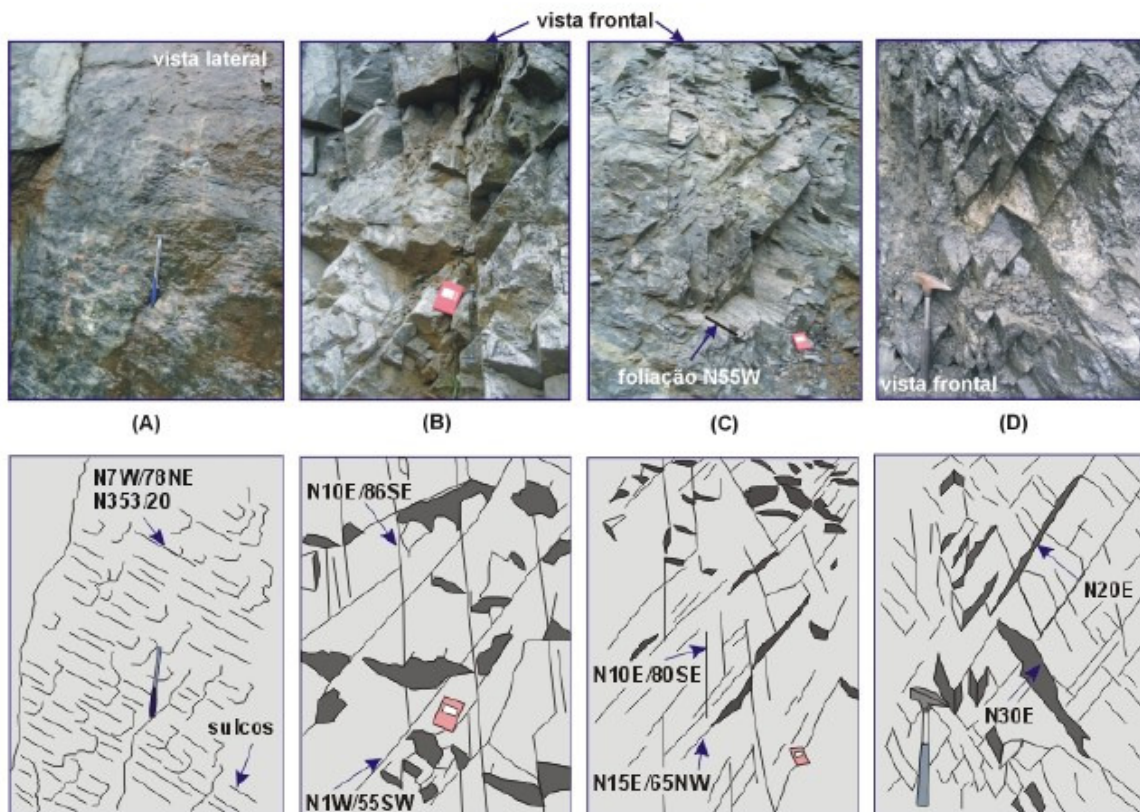 vista frontal
vista lateral
foliação N55W
vista frontal
(A)
(B)
(C)
(D)
N7W/78NE
N353/20
sulcos
N10E/86SE
N1W/55SW
N10E/80SE
N15E/65NW
N20E
N30E